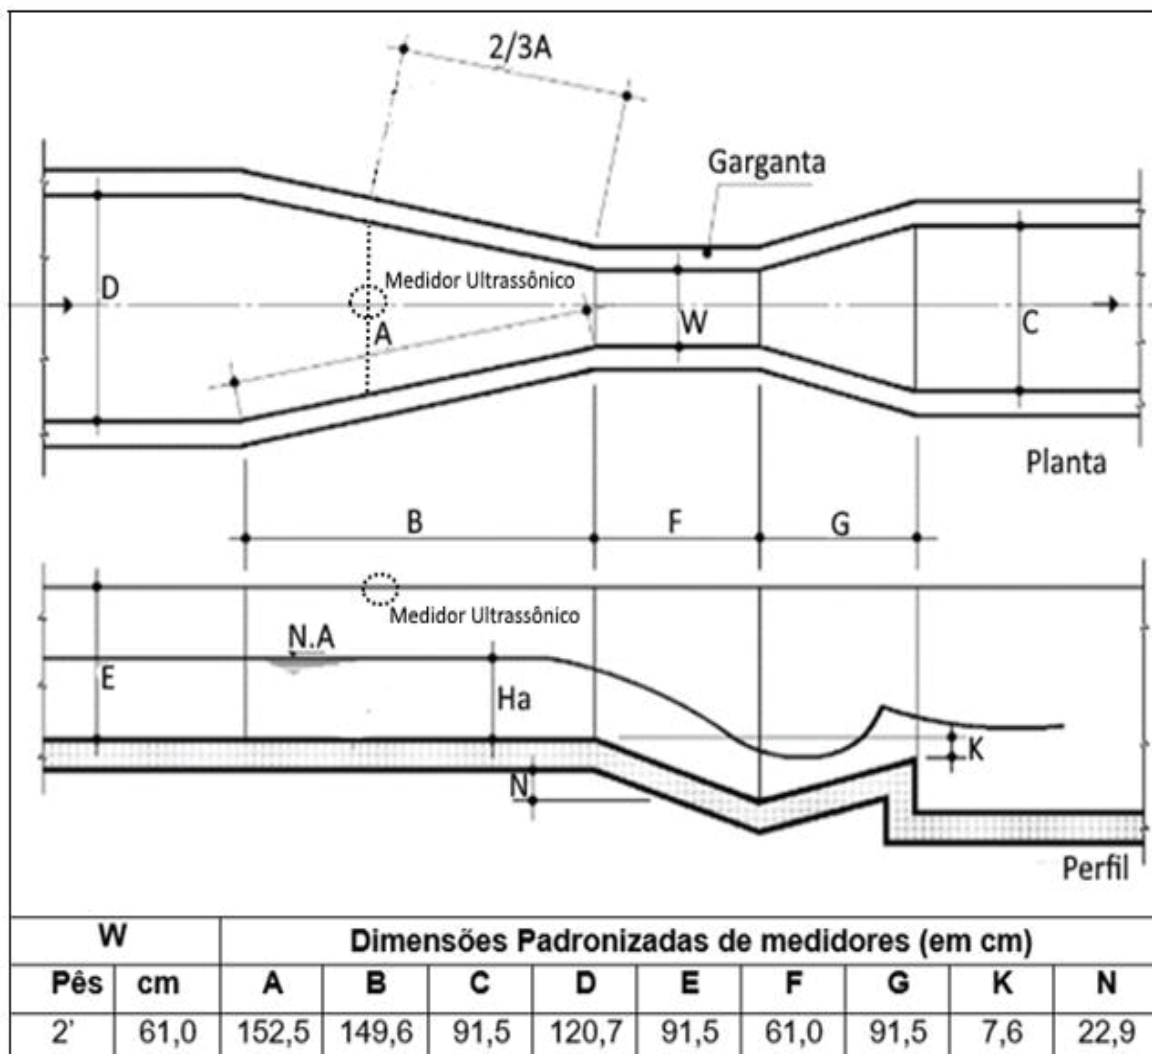 2/3A
Garganta
D
Medidor Ultrassônico
A
W
C
Planta
B
F
G
Medidor Ultrassônico
N.A
E
Ha
K
N
Perfil
W Dimensões Padronizadas de medidores (em cm)
Pês cm A B C D E F G K N
2' 61,0 152,5 149,6 91,5 120,7 91,5 61,0 91,5 7,6 22,9